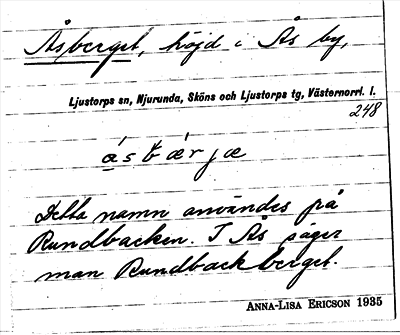 Åsberget, höjd i Ås by,
Ljustorps sn, Njurunda, Sköns och Ljustorps tg, Västernorrl. l.
248
ǻsbǽrjæ
Detta namn användes på
Rundbacken. I Ås säger
man Rundbackberget.
ANNA-LISA ERICSON 1935